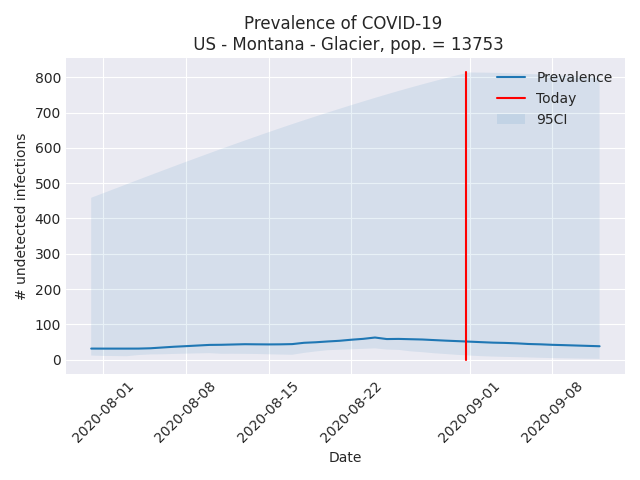 Prevalence of COVID-19
US - Montana - Glacier, pop. = 13753
Prevalence
Today
95CI
# undetected infections
800
700
600
500
400
300
200
100
0
2020-08-01
2020-08-08
2020-08-15
2020-08-22
2020-09-01
2020-09-08
Date